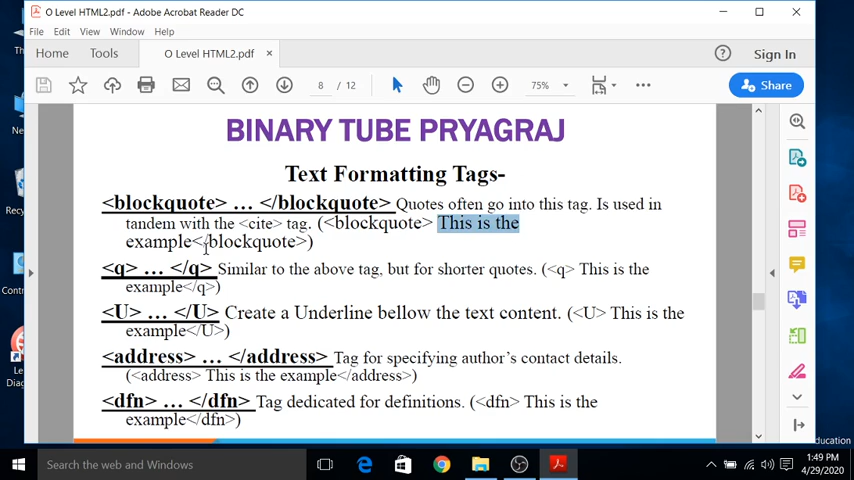 O Level HTML2.pdf - Adobe Acrobat Reader DC
File Edit View Window Help
Home Tools O Level HTML2.pdf × Sign In
8 / 12 75% Share
BINARY TUBE PRYAGRAJ
Text Formatting Tags-
<blockquote> ... </blockquote> Quotes often go into this tag. Is used in
tandem with the <cite> tag. (<blockquote> This is the
example</blockquote>)
<q> ... </q> Similar to the above tag, but for shorter quotes. (<q> This is the
example</q>)
<U> ... </U> Create a Underline bellow the text content. (<U> This is the
example</U>)
<address> ... </address> Tag for specifying author's contact details.
(<address> This is the example</address>)
<dfn> ... </dfn> Tag dedicated for definitions. (<dfn> This is the
example</dfn>)
Search the web and Windows
1:49 PM
4/29/2020